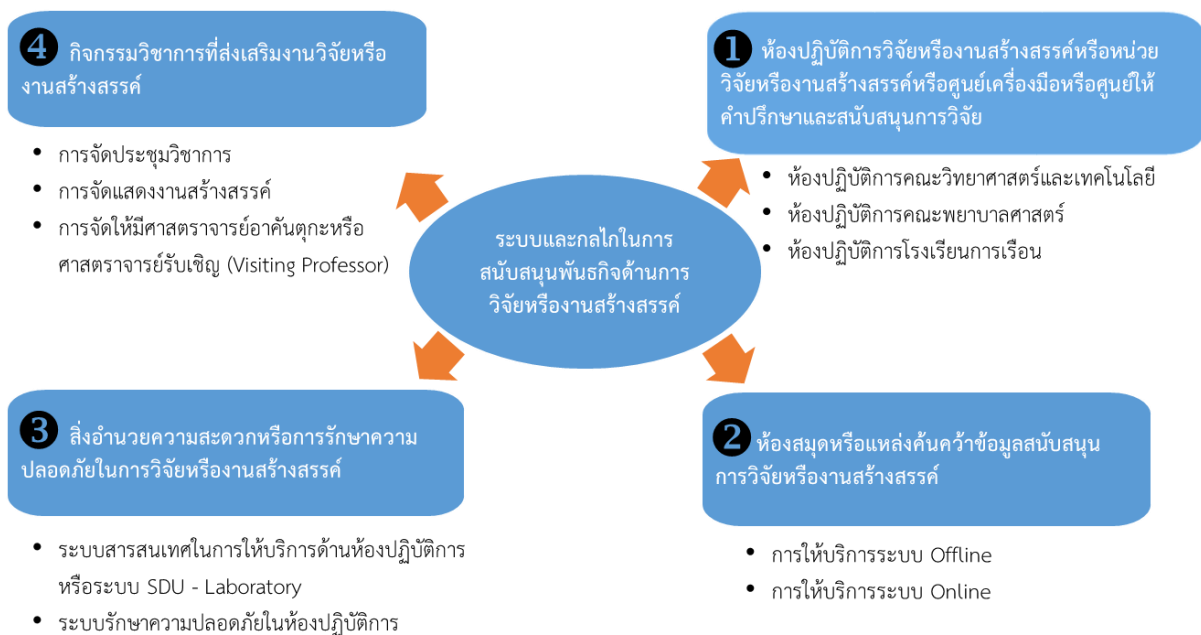 ❹ กิจกรรมวิชาการที่ส่งเสริมงานวิจัยหรือ
งานสร้างสรรค์
• การจัดประชุมวิชาการ
• การจัดแสดงงานสร้างสรรค์
• การจัดให้มีศาสตราจารย์อาคันตุกะหรือ
ศาสตราจารย์รับเชิญ (Visiting Professor)
❶ ห้องปฏิบัติการวิจัยหรืองานสร้างสรรค์หรือหน่วย
วิจัยหรืองานสร้างสรรค์หรือศูนย์เครื่องมือหรือศูนย์ให้
คำปรึกษาและสนับสนุนการวิจัย
• ห้องปฏิบัติการคณะวิทยาศาสตร์และเทคโนโลยี
• ห้องปฏิบัติการคณะพยาบาลศาสตร์
• ห้องปฏิบัติการโรงเรียนการเรือน
ระบบและกลไกในการ
สนับสนุนพันธกิจด้านการ
วิจัยหรืองานสร้างสรรค์
❸ สิ่งอำนวยความสะดวกหรือการรักษาความ
ปลอดภัยในการวิจัยหรืองานสร้างสรรค์
• ระบบสารสนเทศในการให้บริการด้านห้องปฏิบัติการ
หรือระบบ SDU - Laboratory
• ระบบรักษาความปลอดภัยในห้องปฏิบัติการ
❷ ห้องสมุดหรือแหล่งค้นคว้าข้อมูลสนับสนุน
การวิจัยหรืองานสร้างสรรค์
• การให้บริการระบบ Offline
• การให้บริการระบบ Online